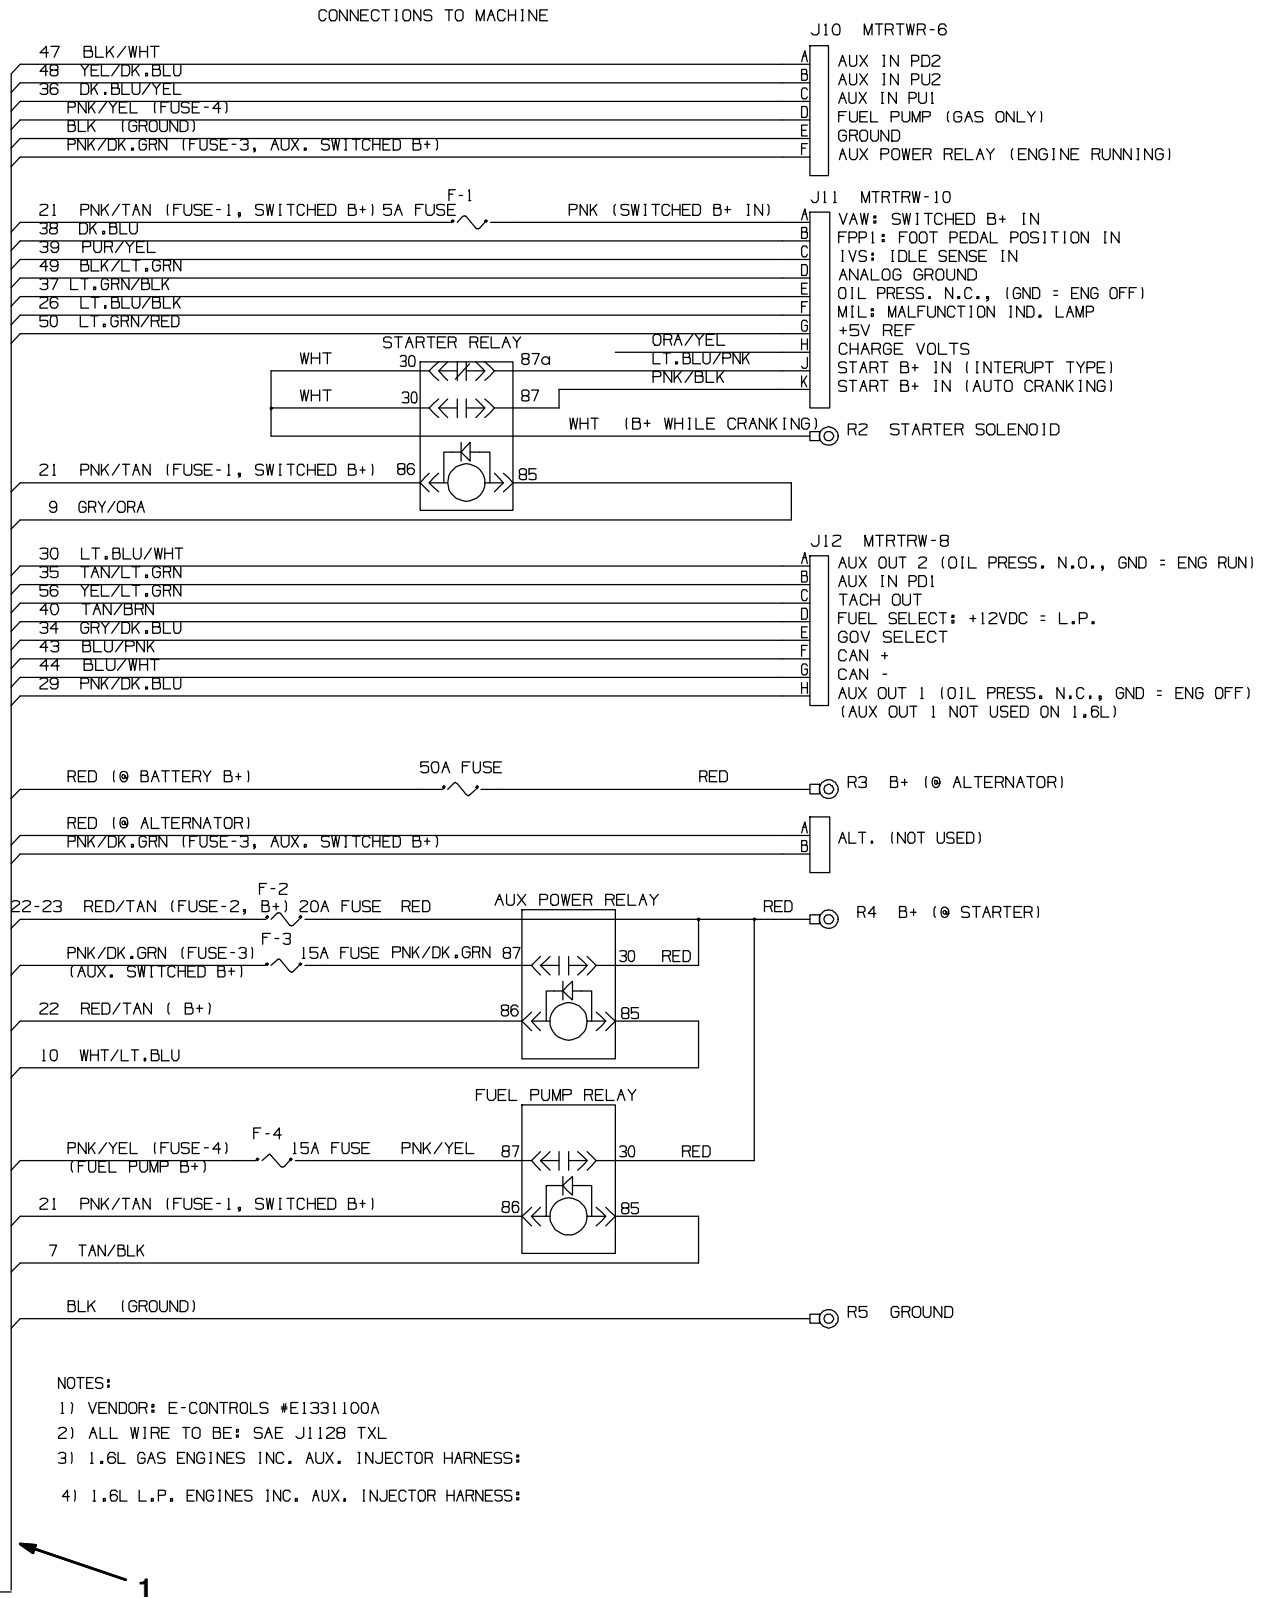 CONNECTIONS TO MACHINE
J10 MTRTWR-6
47 BLK/WHT
48 YEL/DK.BLU
36 DK.BLU/YEL
PNK/YEL (FUSE-4)
BLK (GROUND)
PNK/DK.GRN (FUSE-3, AUX. SWITCHED B+)
A AUX IN PD2
B AUX IN PU2
C AUX IN PU1
D FUEL PUMP (GAS ONLY)
E GROUND
F AUX POWER RELAY (ENGINE RUNNING)
J11 MTRTRW-10
F-1
21 PNK/TAN (FUSE-1, SWITCHED B+) 5A FUSE PNK (SWITCHED B+ IN)
38 DK.BLU
39 PUR/YEL
49 BLK/LT.GRN
37 LT.GRN/BLK
26 LT.BLU/BLK
50 LT.GRN/RED
A VAW: SWITCHED B+ IN
B FPP1: FOOT PEDAL POSITION IN
C IVS: IDLE SENSE IN
D ANALOG GROUND
E OIL PRESS. N.C., (GND = ENG OFF)
F MIL: MALFUNCTION IND. LAMP
G +5V REF
H CHARGE VOLTS
J START B+ IN (INTERUPT TYPE)
K START B+ IN (AUTO CRANKING)
STARTER RELAY
ORA/YEL
WHT 30 87a LT.BLU/PNK
PNK/BLK
WHT 30 87
WHT (B+ WHILE CRANKING) R2 STARTER SOLENOID
21 PNK/TAN (FUSE-1, SWITCHED B+) 86 85
9 GRY/ORA
J12 MTRTRW-8
30 LT.BLU/WHT
35 TAN/LT.GRN
56 YEL/LT.GRN
40 TAN/BRN
34 GRY/DK.BLU
43 BLU/PNK
44 BLU/WHT
29 PNK/DK.BLU
A AUX OUT 2 (OIL PRESS. N.O., GND = ENG RUN)
B AUX IN PD1
C TACH OUT
D FUEL SELECT: +12VDC = L.P.
E GOV SELECT
F CAN +
G CAN -
H AUX OUT 1 (OIL PRESS. N.C., GND = ENG OFF)
(AUX OUT 1 NOT USED ON 1.6L)
RED (@ BATTERY B+) 50A FUSE RED R3 B+ (@ ALTERNATOR)
RED (@ ALTERNATOR) A
PNK/DK.GRN (FUSE-3, AUX. SWITCHED B+) B
ALT. (NOT USED)
F-2 AUX POWER RELAY
22-23 RED/TAN (FUSE-2, B+) 20A FUSE RED RED R4 B+ (@ STARTER)
F-3
PNK/DK.GRN (FUSE-3) 15A FUSE PNK/DK.GRN 87 30 RED
(AUX. SWITCHED B+)
22 RED/TAN ( B+) 86 85
10 WHT/LT.BLU
FUEL PUMP RELAY
F-4
PNK/YEL (FUSE-4) 15A FUSE PNK/YEL 87 30 RED
(FUEL PUMP B+)
21 PNK/TAN (FUSE-1, SWITCHED B+) 86 85
7 TAN/BLK
BLK (GROUND) R5 GROUND
NOTES:
1) VENDOR: E-CONTROLS #E1331100A
2) ALL WIRE TO BE: SAE J1128 TXL
3) 1.6L GAS ENGINES INC. AUX. INJECTOR HARNESS:
4) 1.6L L.P. ENGINES INC. AUX. INJECTOR HARNESS:
1